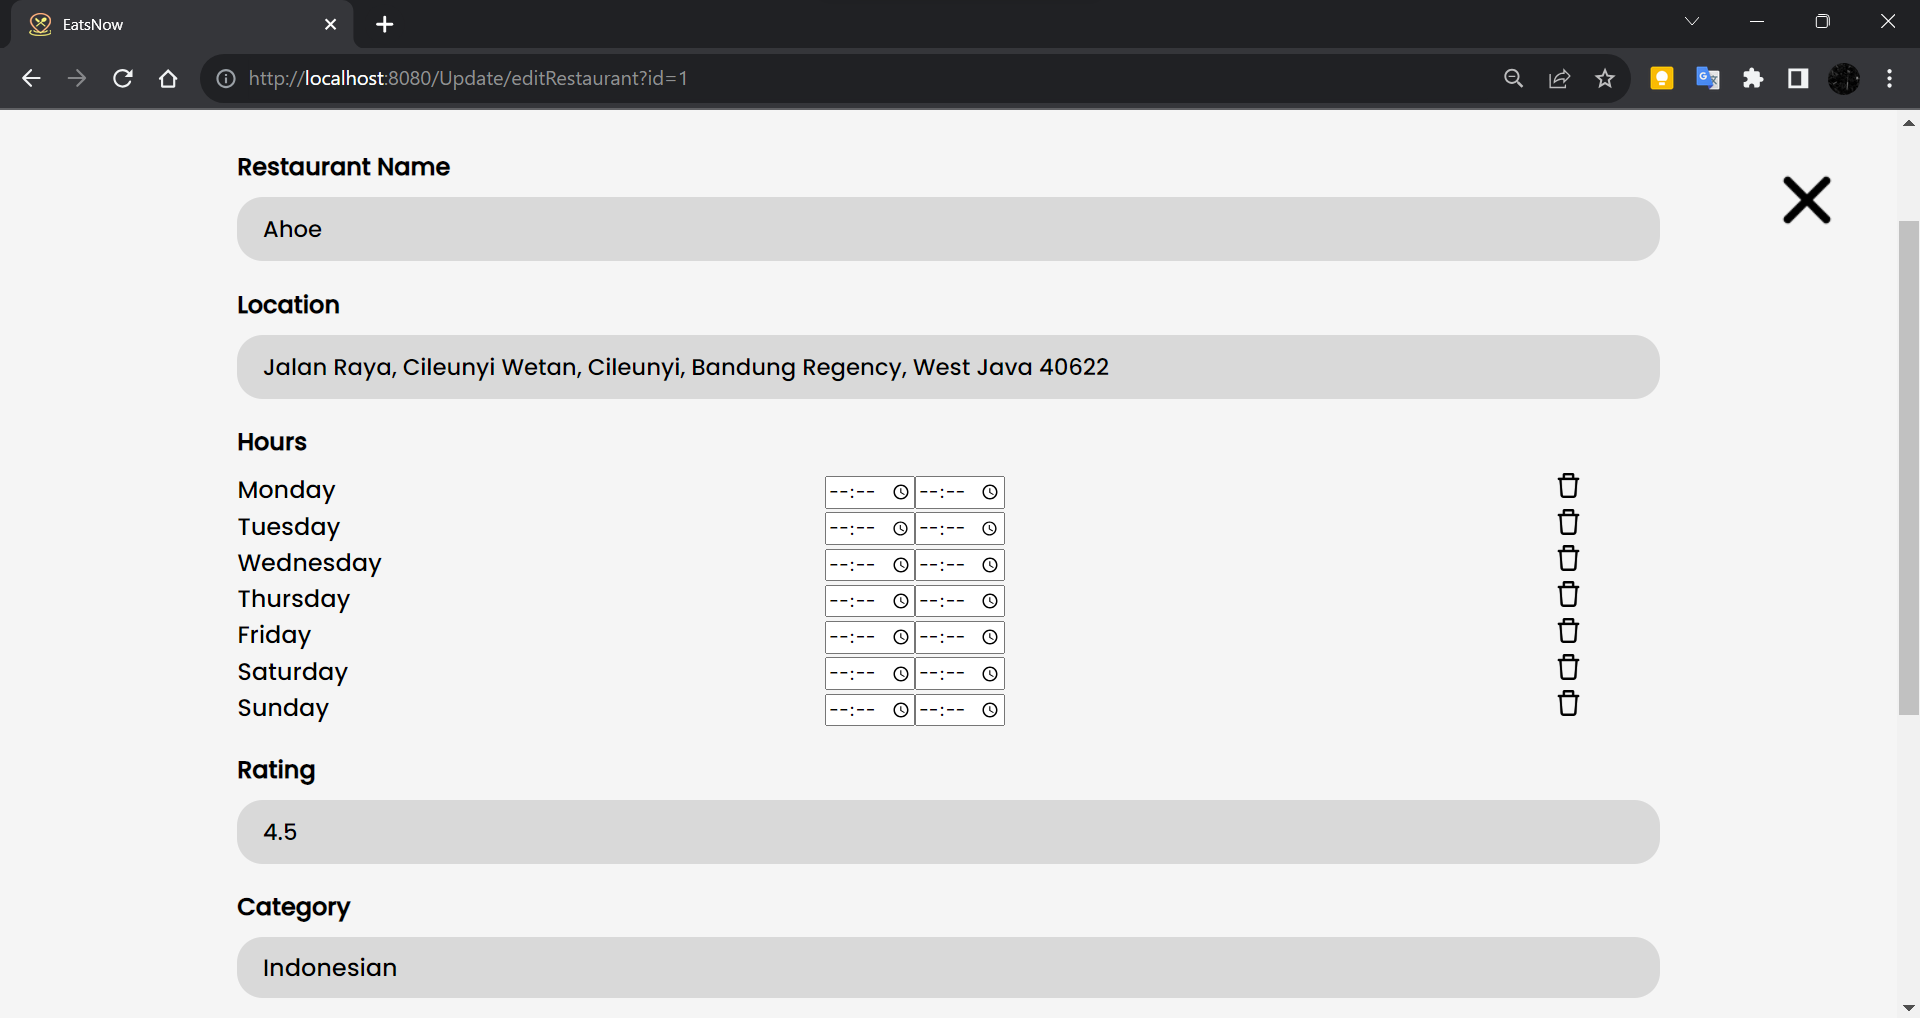 EatsNow
http://localhost:8080/Update/editRestaurant?id=1
Restaurant Name
Ahoe
Location
Jalan Raya, Cileunyi Wetan, Cileunyi, Bandung Regency, West Java 40622
Hours
Monday --:-- --:--
Tuesday --:-- --:--
Wednesday --:-- --:--
Thursday --:-- --:--
Friday --:-- --:--
Saturday --:-- --:--
Sunday --:-- --:--
Rating
4.5
Category
Indonesian